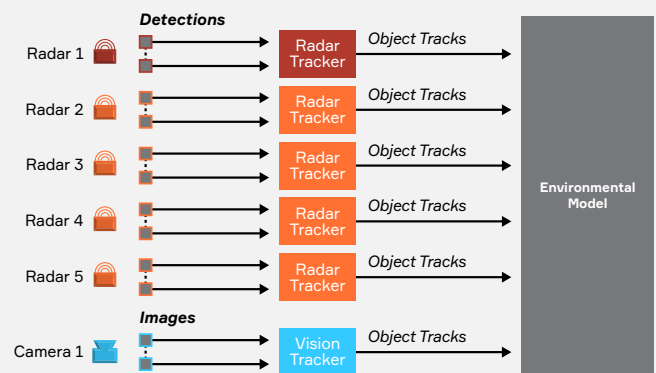 Detections
Radar 1
Radar
Tracker
Object Tracks
Radar 2
Radar
Tracker
Object Tracks
Radar 3
Radar
Tracker
Object Tracks
Radar 4
Radar
Tracker
Object Tracks
Radar 5
Radar
Tracker
Object Tracks
Images
Camera 1
Vision
Tracker
Object Tracks
Environmental
Model